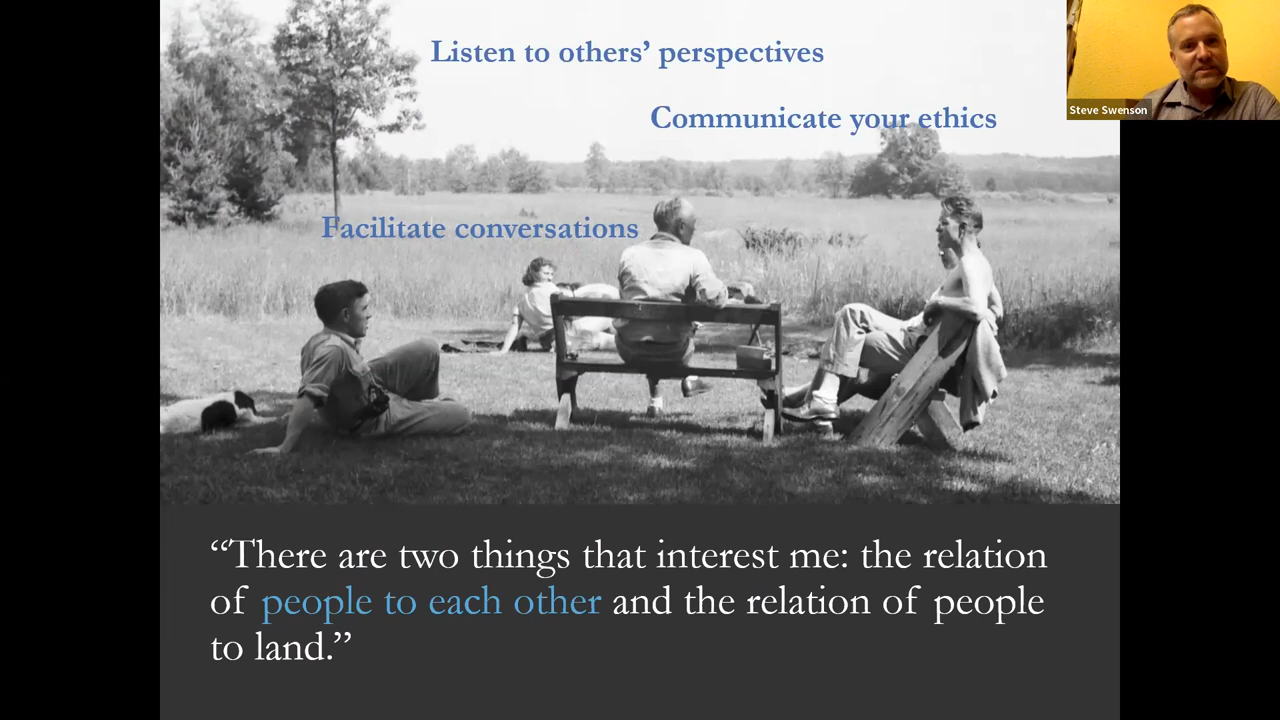 Listen to others’ perspectives
Steve Swenson
Communicate your ethics
Facilitate conversations
“There are two things that interest me: the relation
of people to each other and the relation of people
to land.”